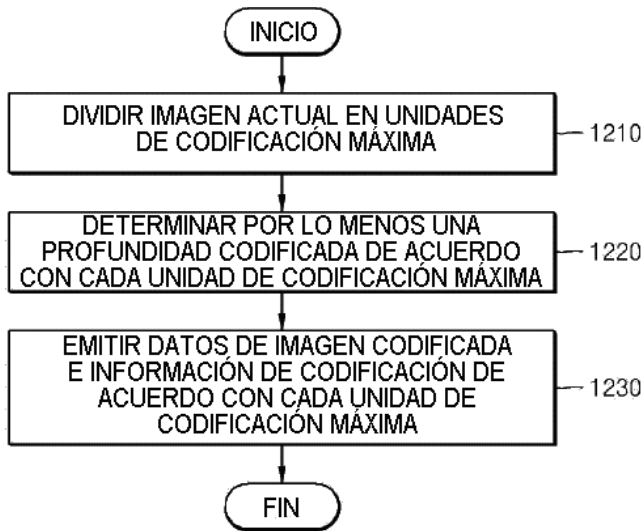 INICIO
DIVIDIR IMAGEN ACTUAL EN UNIDADES
DE CODIFICACIÓN MÁXIMA
1210
DETERMINAR POR LO MENOS UNA
PROFUNDIDAD CODIFICADA DE ACUERDO
CON CADA UNIDAD DE CODIFICACIÓN MÁXIMA
1220
EMITIR DATOS DE IMAGEN CODIFICADA
E INFORMACIÓN DE CODIFICACIÓN DE
ACUERDO CON CADA UNIDAD DE
CODIFICACIÓN MÁXIMA
1230
FIN